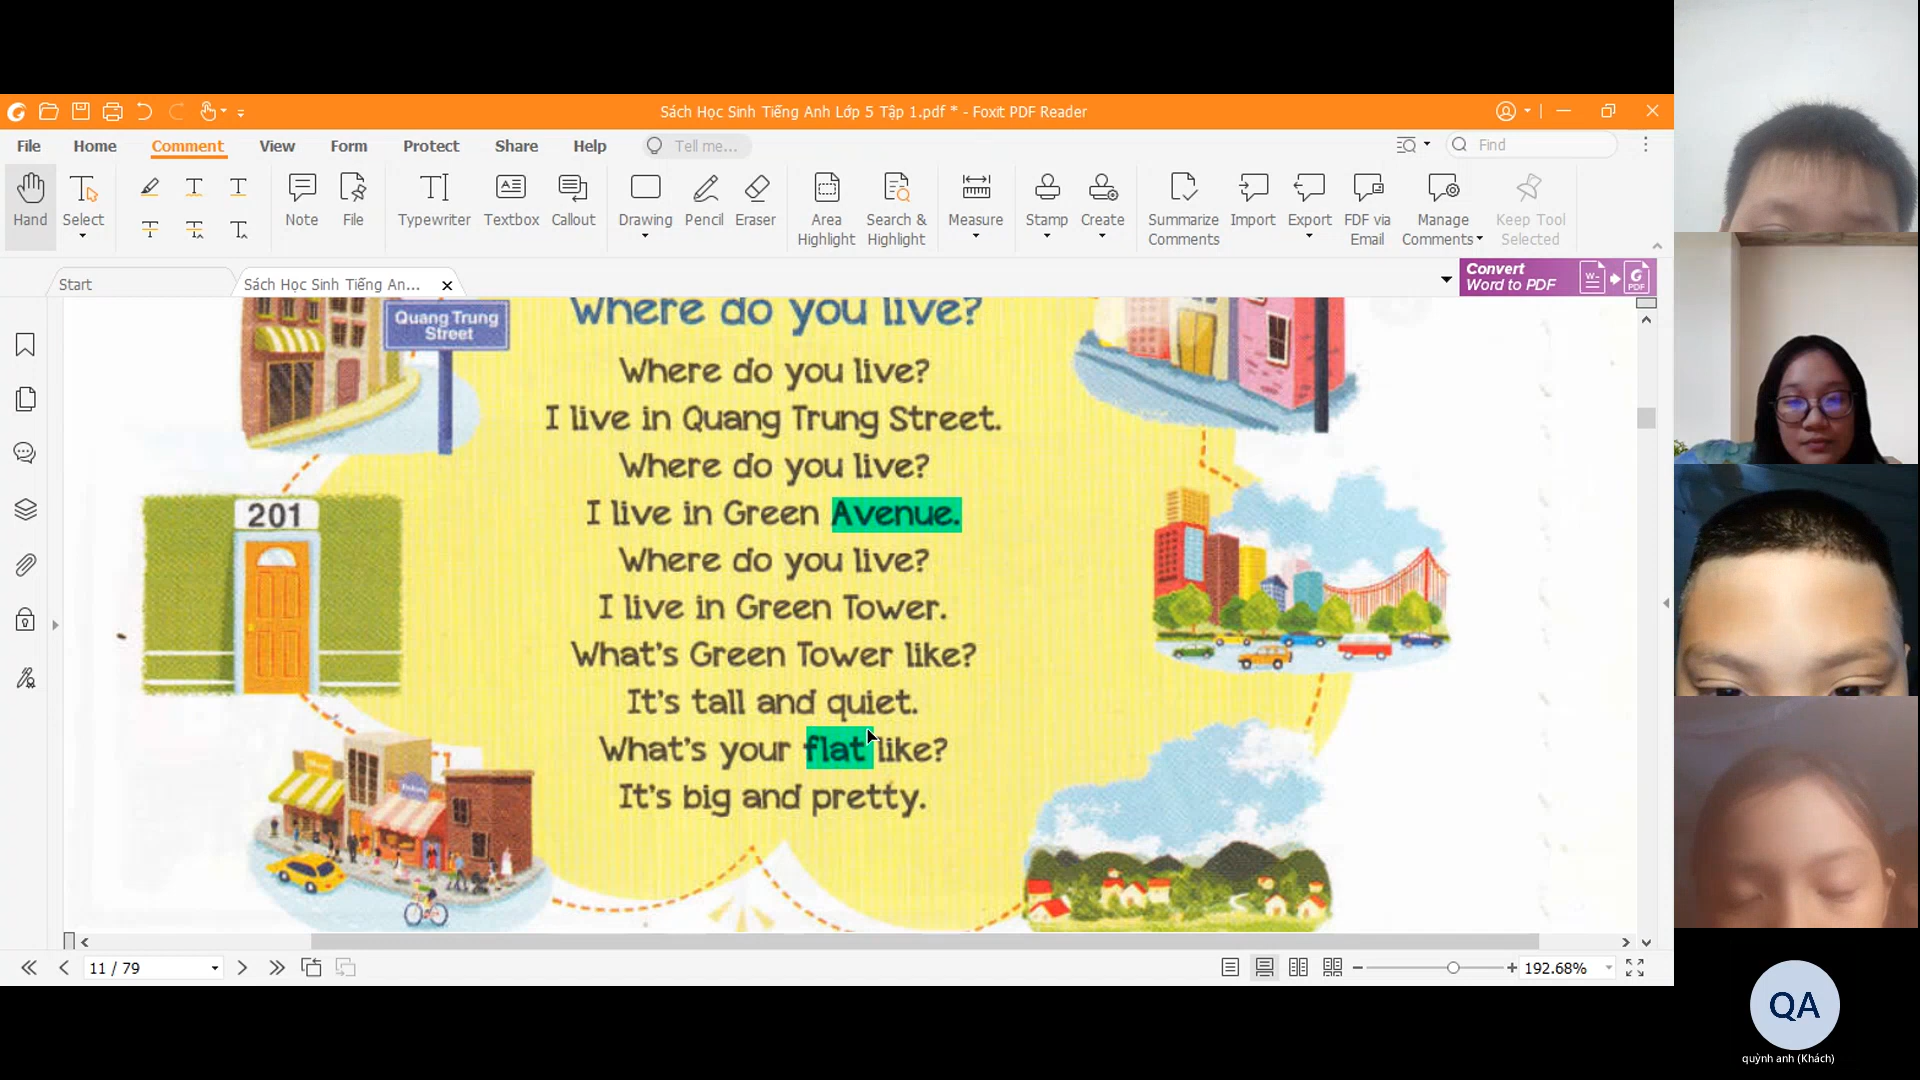 Sách Học Sinh Tiếng Anh Lớp 5 Tập 1.pdf * - Foxit PDF Reader
File Home Comment View Form Protect Share Help Tell me... Find
Hand Select Note File Typewriter Textbox Callout Drawing Pencil Eraser Area Highlight Search & Highlight Measure Stamp Create Summarize Comments Import Export FDF via Email Manage Comments Keep Tool Selected
Start Sách Học Sinh Tiếng An... Convert Word to PDF
Quang Trung
Street
Where do you live?
Where do you live?
I live in Quang Trung Street.
Where do you live?
I live in Green Avenue.
Where do you live?
I live in Green Tower.
What's Green Tower like?
It's tall and quiet.
What's your flat like?
It's big and pretty.
201
11 / 79
192.68%
QA
quỳnh anh (Khách)